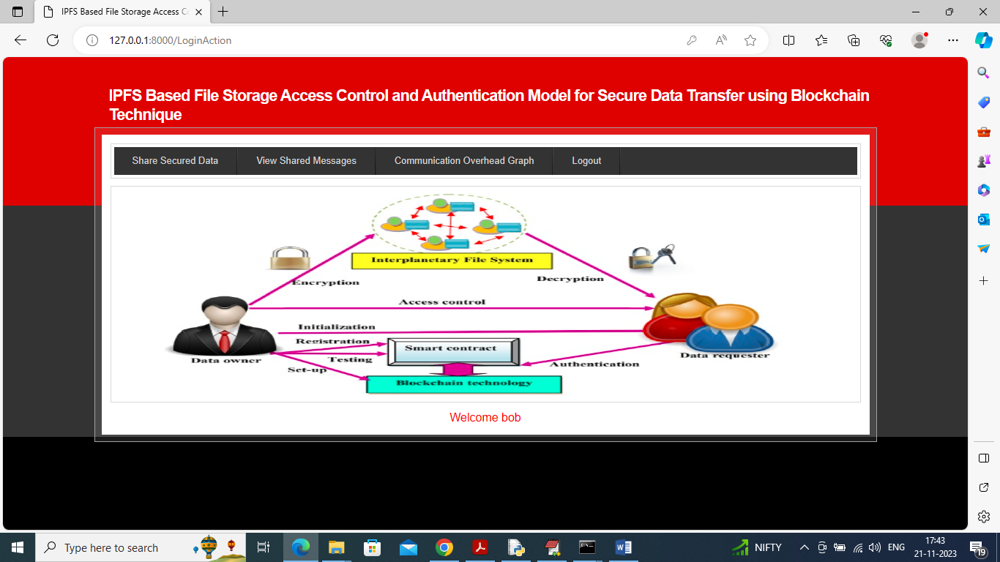 IPFS Based File Storage Access Co
127.0.0.1:8000/LoginAction
IPFS Based File Storage Access Control and Authentication Model for Secure Data Transfer using Blockchain
Technique
Share Secured Data
View Shared Messages
Communication Overhead Graph
Logout
Interplanetary File System
Encryption
Decryption
Access control
Initialization
Registration
Smart contract
Testing
Authentication
Data owner
Data requester
Set-up
Blockchain technology
Welcome bob
Type here to search
NIFTY
ENG
17:43
21-11-2023
19